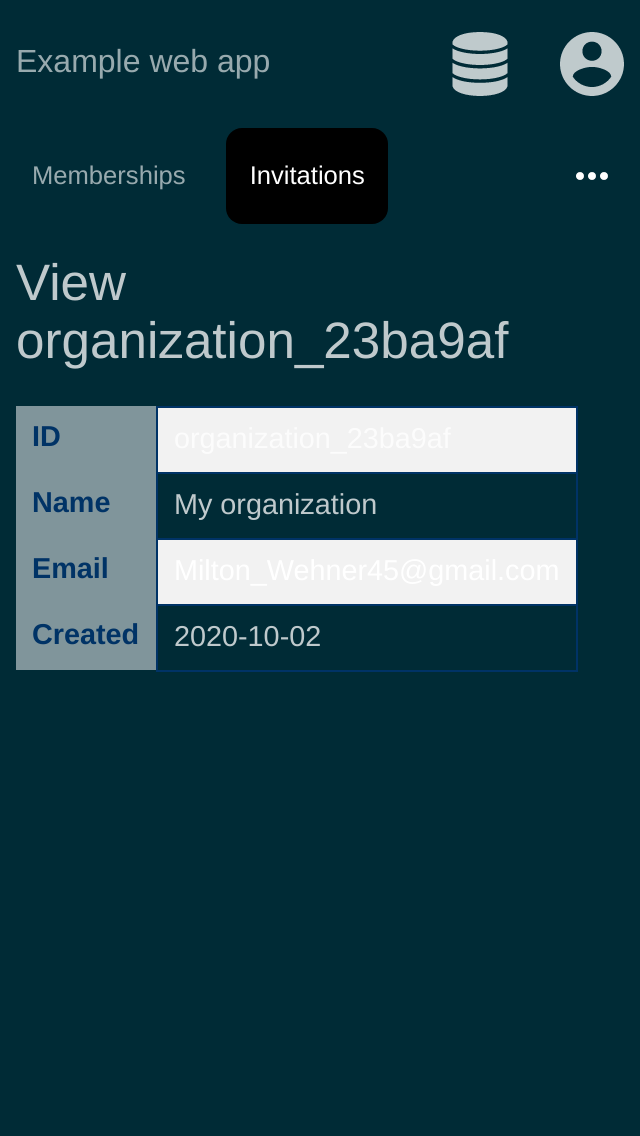 Example web app
Memberships Invitations
View
organization_23ba9af
ID organization_23ba9af
Name My organization
Email Milton_Wehner45@gmail.com
Created 2020-10-02